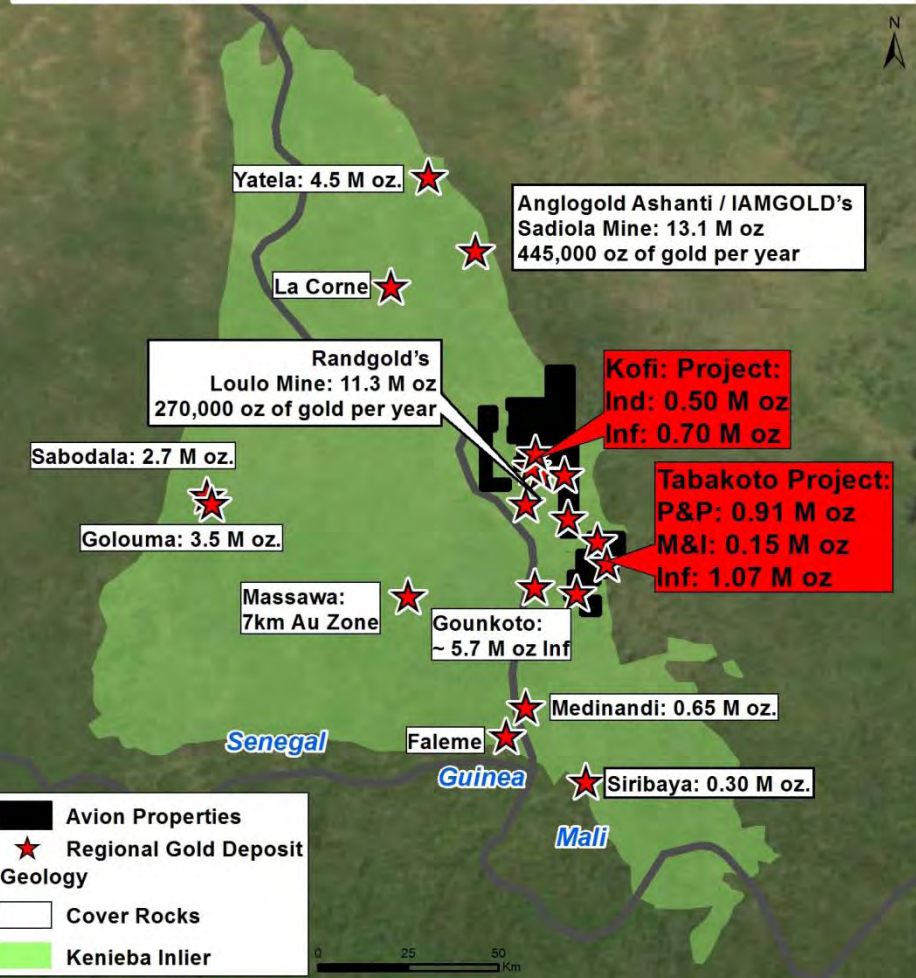 N
Yatela: 4.5 M oz.
Anglogold Ashanti / IAMGOLD's
Sadiola Mine: 13.1 M oz
445,000 oz of gold per year
La Corne
Randgold's
Loulo Mine: 11.3 M oz
270,000 oz of gold per year
Kofi: Project:
Ind: 0.50 M oz
Inf: 0.70 M oz
Sabodala: 2.7 M oz.
Golouma: 3.5 M oz.
Tabakoto Project:
P&P: 0.91 M oz
M&I: 0.15 M oz
Inf: 1.07 M oz
Massawa:
7km Au Zone
Gounkoto:
~ 5.7 M oz Inf
Medinandi: 0.65 M oz.
Faleme
Senegal
Guinea
Siribaya: 0.30 M oz.
Mali
Avion Properties
Regional Gold Deposit
Geology
Cover Rocks
Kenieba Inlier
0 25 50
Km